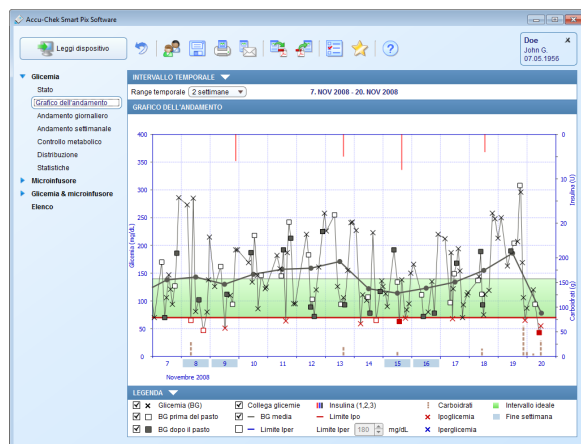 Accu-Chek Smart Pix Software
Leggi dispositivo
Doe
John G.
07.05.1956
Glicemia
Stato
Grafico dell'andamento
Andamento giornaliero
Andamento settimanale
Controllo metabolico
Distribuzione
Statistiche
Microinfusore
Glicemia & microinfusore
Elenco
INTERVALLO TEMPORALE
Range temporale 2 settimane 7. NOV 2008 - 20. NOV 2008
GRAFICO DELL'ANDAMENTO
Glicemia (mg/dL)
400
350
300
250
200
150
100
50
0
0
10
20
Insulina (U)
200
150
100
50
0
Carboidrati (g)
7 8 9 10 11 12 13 14 15 16 17 18 19 20
Novembre 2008
LEGENDA
Glicemia (BG) Collega glicemie Insulina (1,2,3) Carboidrati Intervallo ideale
BG prima del pasto BG media Limite Ipo Ipoglicemia Fine settimana
BG dopo il pasto Limite Iper Limite Iper 180 mg/dL Iperglicemia